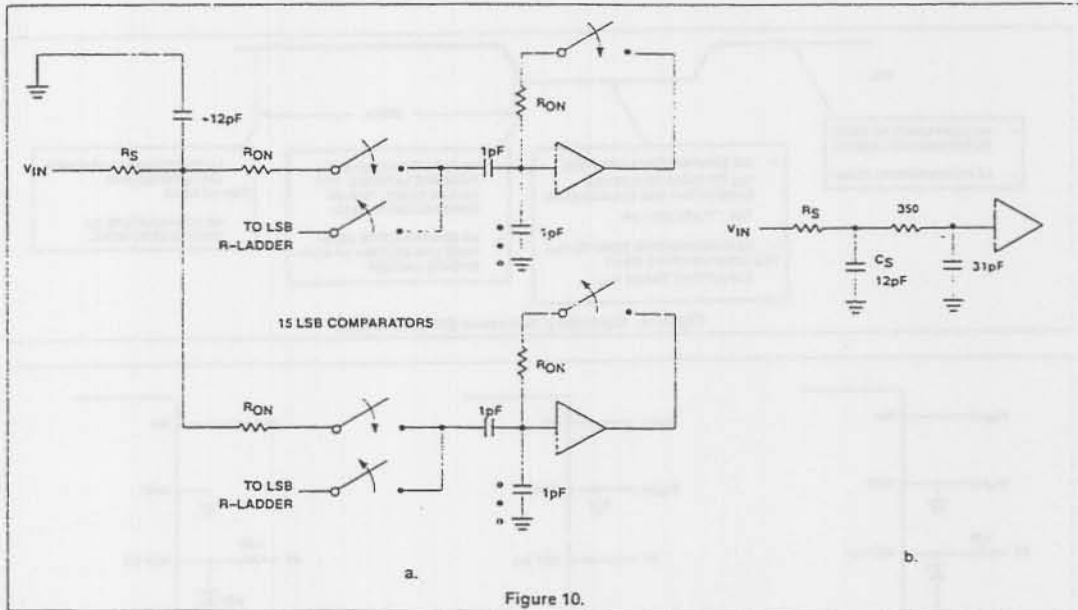 RON
~12pF
VIN
RS
RON
1pF
TO LSB
R-LADDER
1pF
15 LSB COMPARATORS
RON
RON
1pF
TO LSB
R-LADDER
1pF
a.
VIN
RS
350
CS
12pF
31pF
b.
Figure 10.